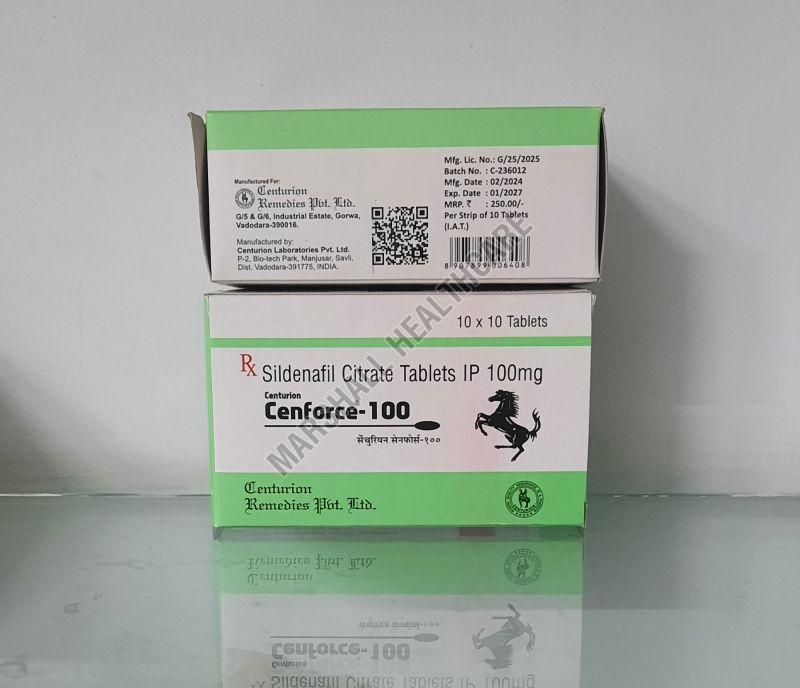 Manufactured For:
Centurion
Remedies Pvt. Ltd.
G/5 & G/6, Industrial Estate, Gorwa,
Vadodara-390016.
Manufactured by:
Centurion Laboratories Pvt. Ltd.
P-2, Bio-tech Park, Manjusar, Savli,
Dist. Vadodara-391775, INDIA.
Mfg. Lic. No.: G/25/2025
Batch No. : C-236012
Mfg. Date : 02/2024
Exp. Date : 01/2027
MRP. ₹ : 250.00/-
Per Strip of 10 Tablets
(I.A.T.)
8 907899 006408
10 x 10 Tablets
Rx Sildenafil Citrate Tablets IP 100mg
Centurion
Cenforce®-100
सेंचुरियन सेनफोर्स-१००
Centurion
Remedies Pvt. Ltd.
MARSHALL HEALTHCARE